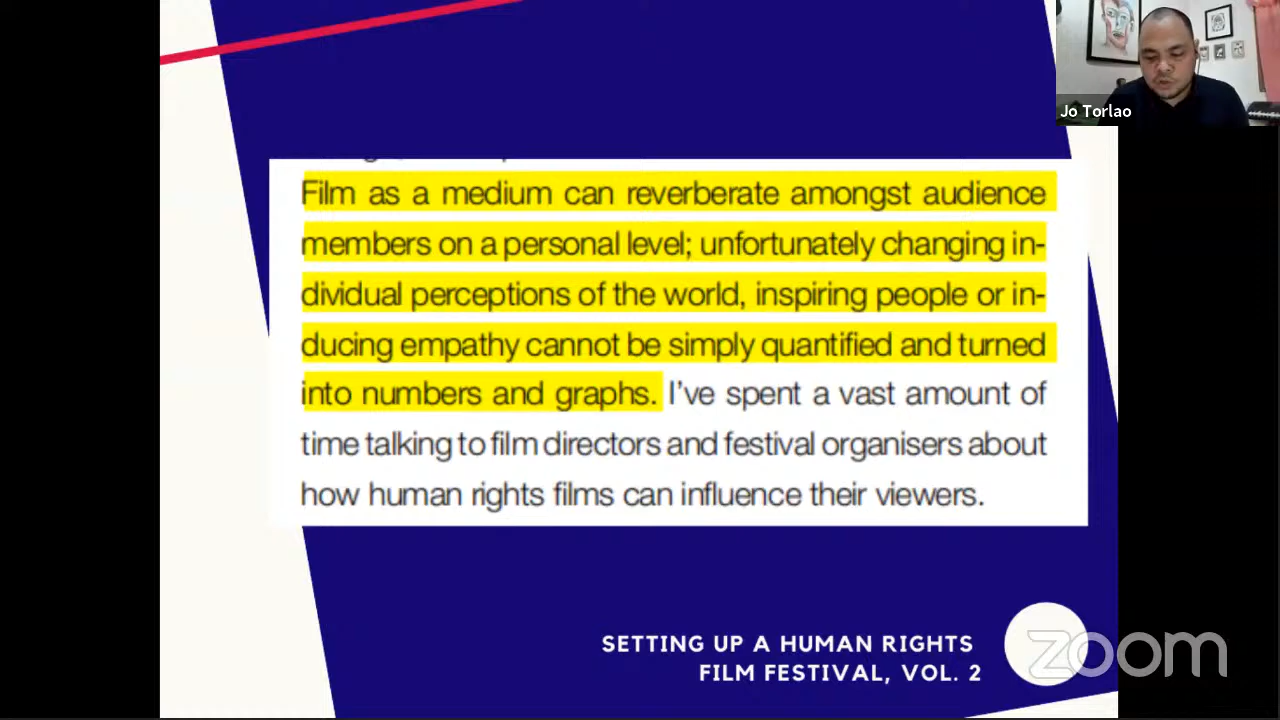 Jo Torlao
Film as a medium can reverberate amongst audience
members on a personal level; unfortunately changing in-
dividual perceptions of the world, inspiring people or in-
ducing empathy cannot be simply quantified and turned
into numbers and graphs. I've spent a vast amount of
time talking to film directors and festival organisers about
how human rights films can influence their viewers.
SETTING UP A HUMAN RIGHTS
FILM FESTIVAL, VOL. 2
zoom